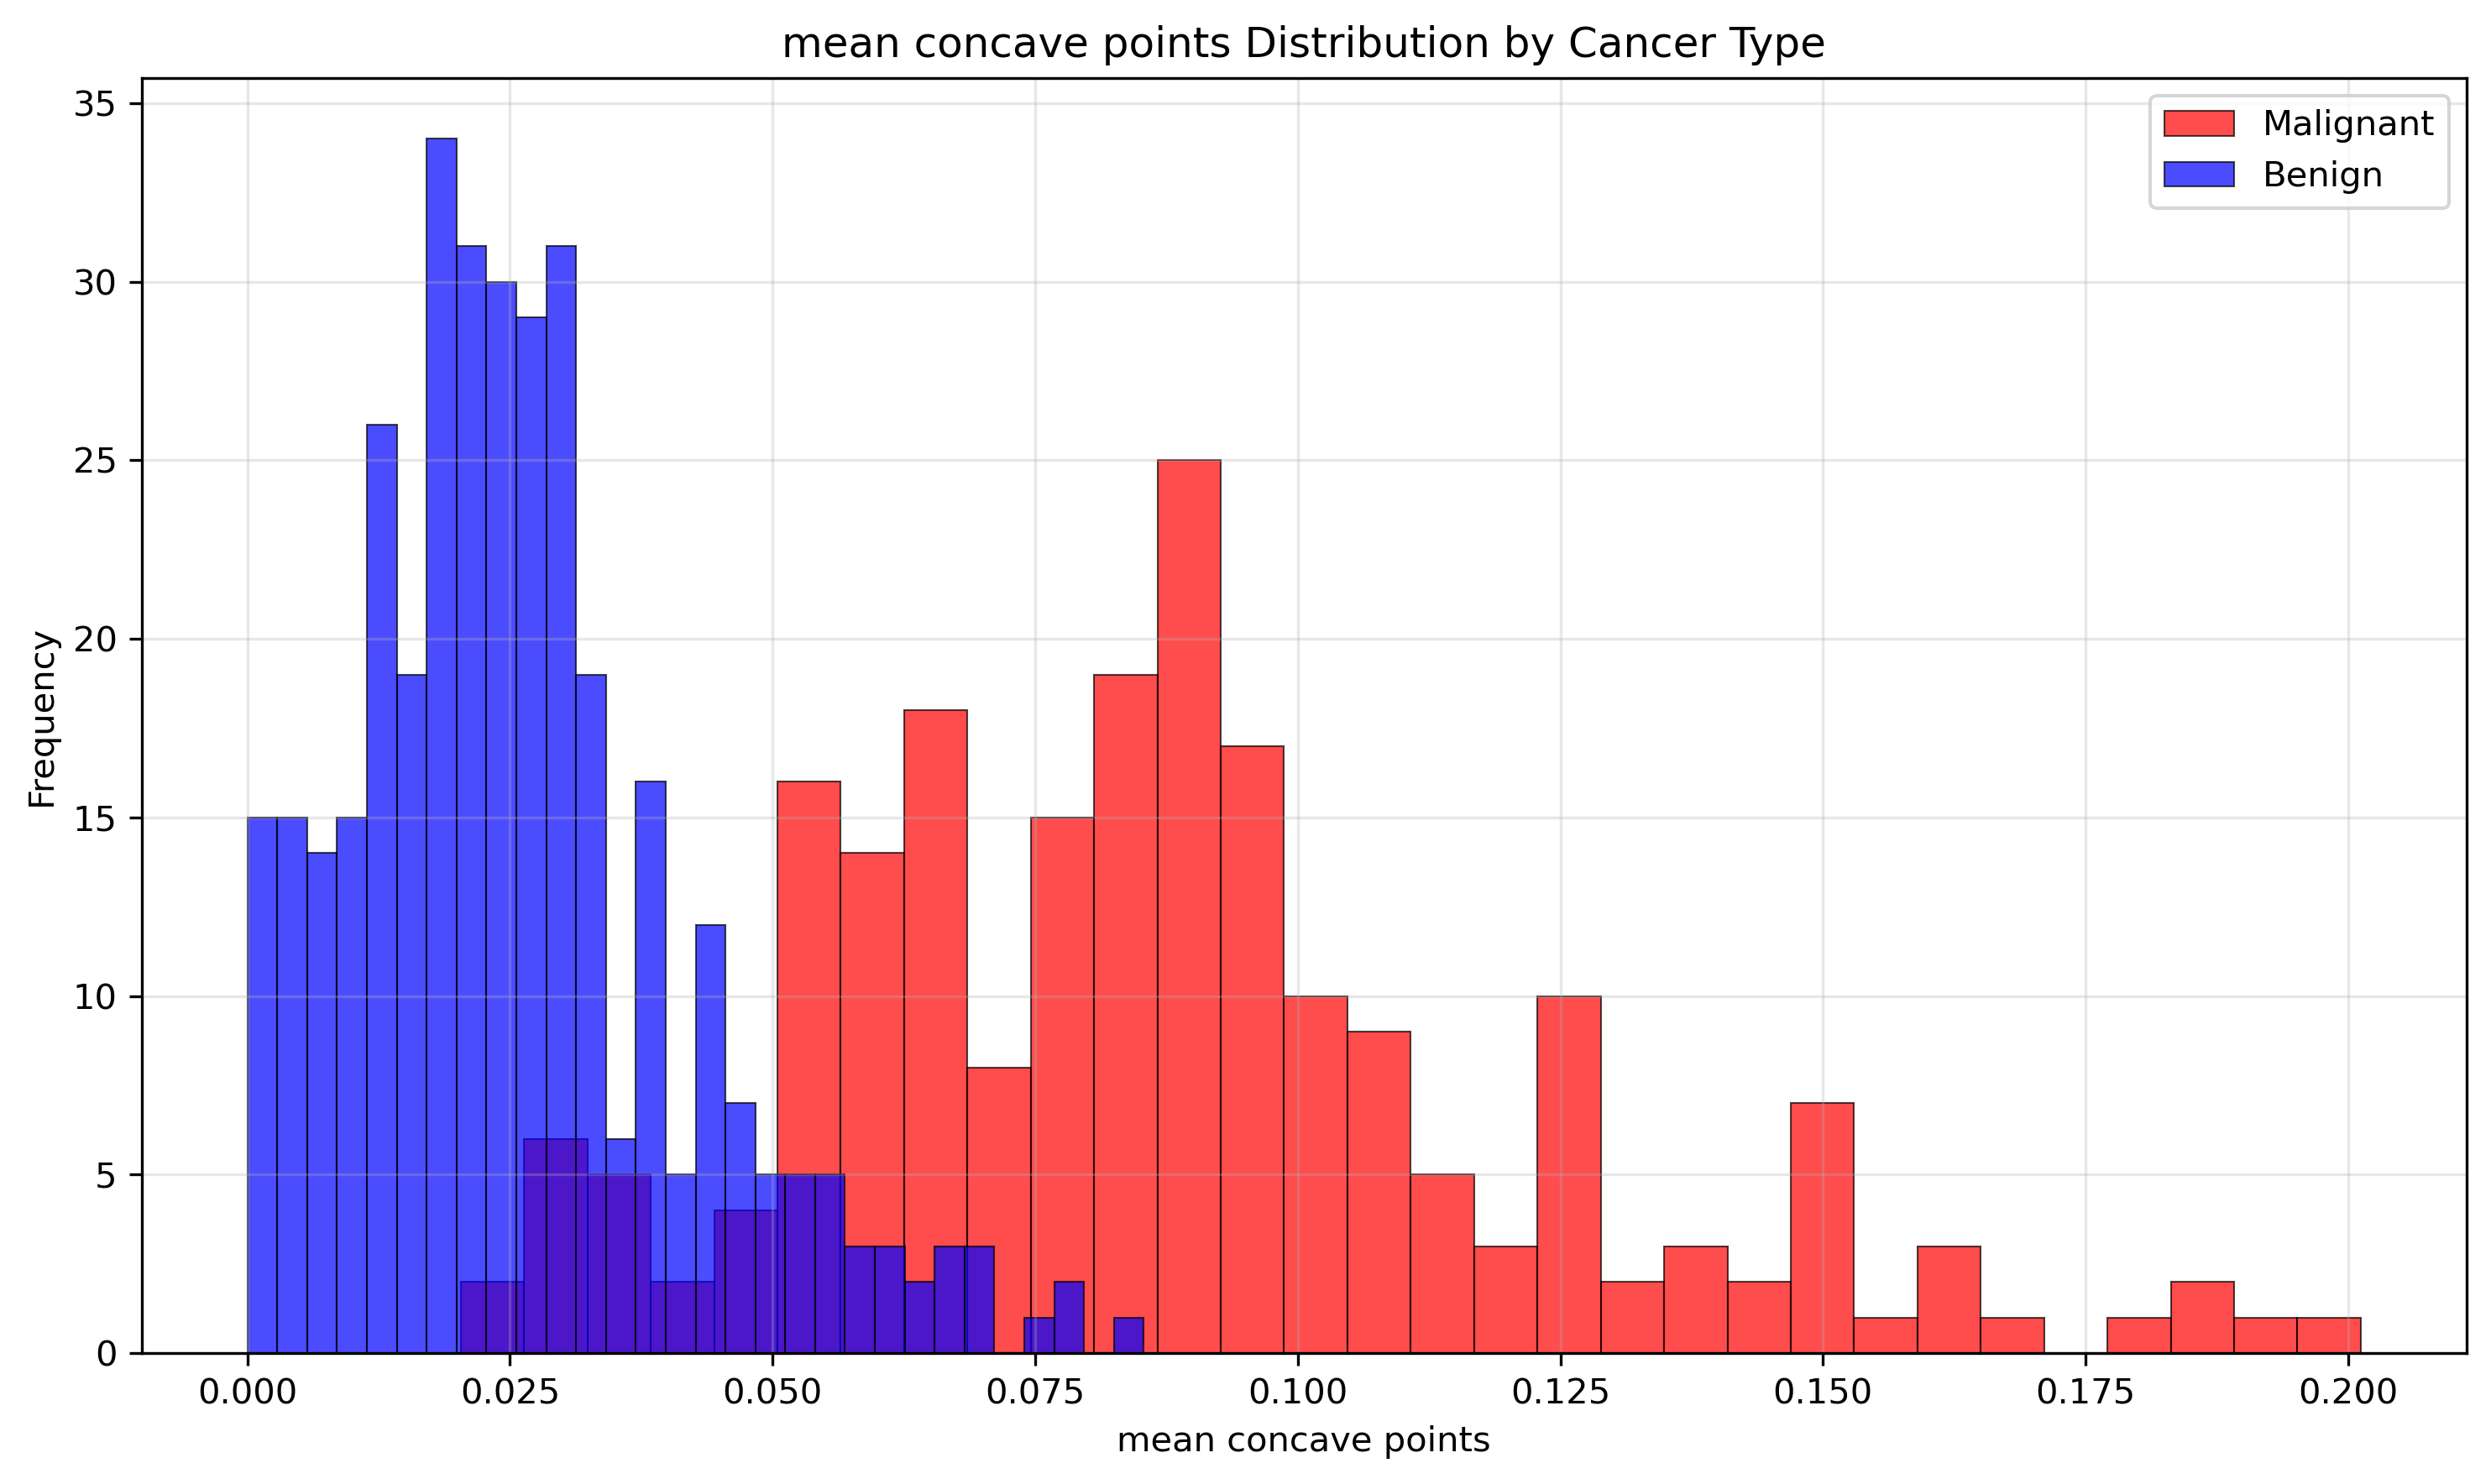 mean concave points Distribution by Cancer Type
Malignant
Benign
Frequency
35
30
25
20
15
10
5
0
0.000 0.025 0.050 0.075 0.100 0.125 0.150 0.175 0.200
mean concave points